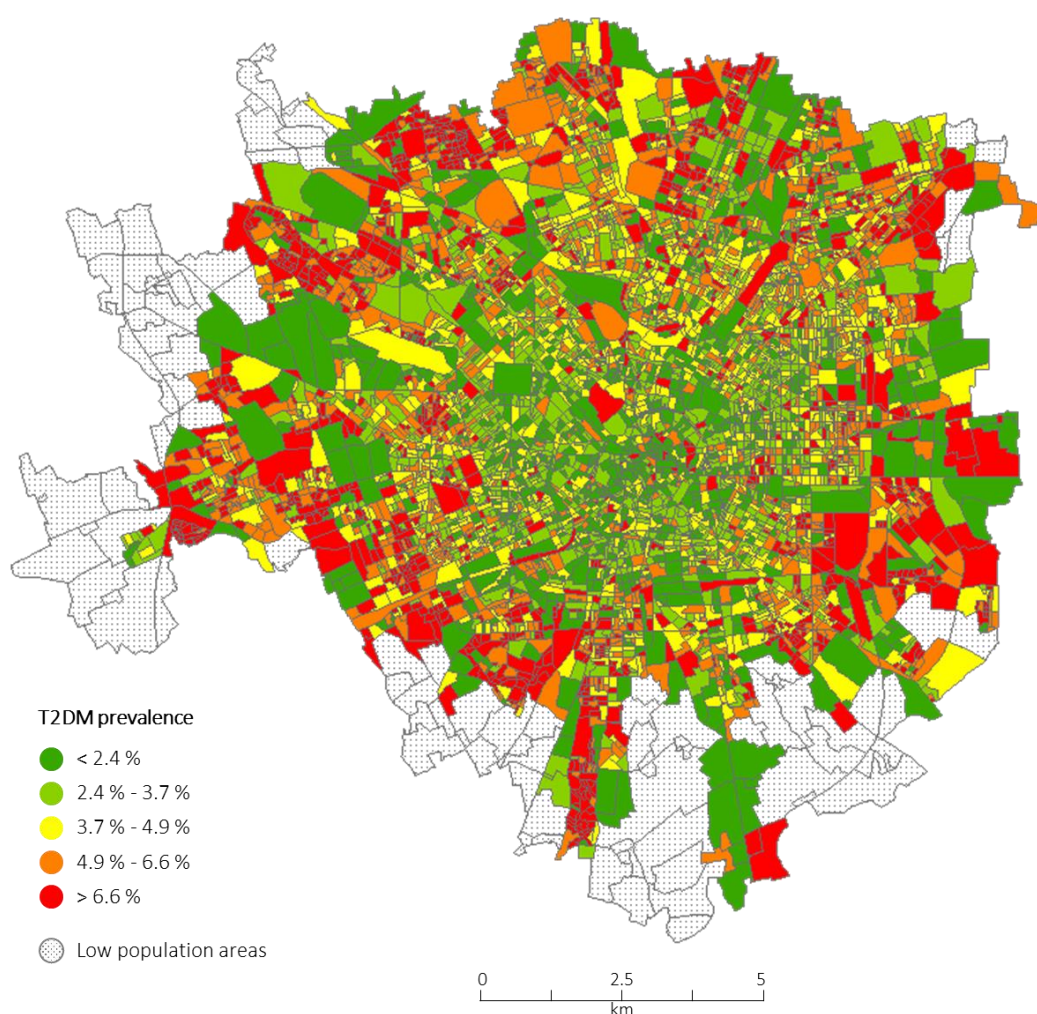 T2DM prevalence
< 2.4 %
2.4 % - 3.7 %
3.7 % - 4.9 %
4.9 % - 6.6 %
> 6.6 %
Low population areas
0 2.5 5
km